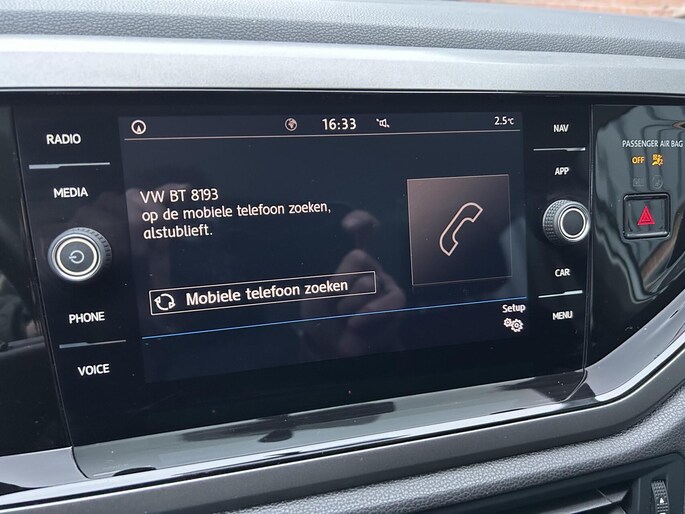 16:33
2.5°C
RADIO
MEDIA
PHONE
VOICE
VW BT 8193
op de mobiele telefoon zoeken,
alstublieft.
Mobiele telefoon zoeken
Setup
NAV
APP
CAR
MENU
PASSENGER AIR BAG
OFF